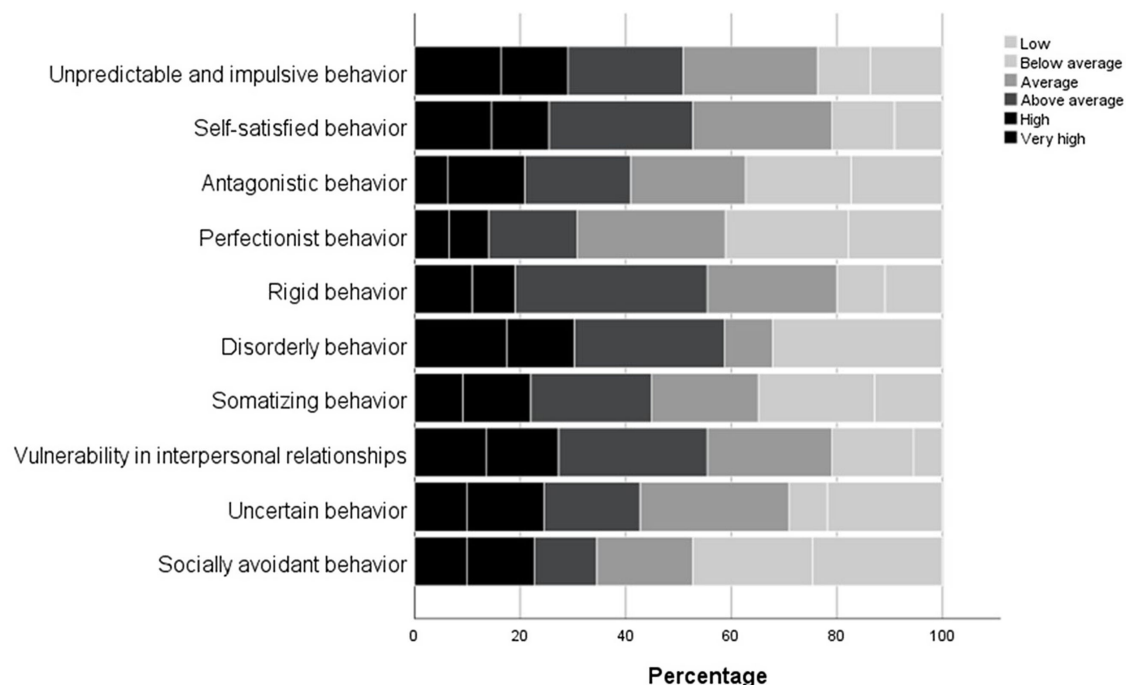 Unpredictable and impulsive behavior
Self-satisfied behavior
Antagonistic behavior
Perfectionist behavior
Rigid behavior
Disorderly behavior
Somatizing behavior
Vulnerability in interpersonal relationships
Uncertain behavior
Socially avoidant behavior
0 20 40 60 80 100
Percentage
Low
Below average
Average
Above average
High
Very high